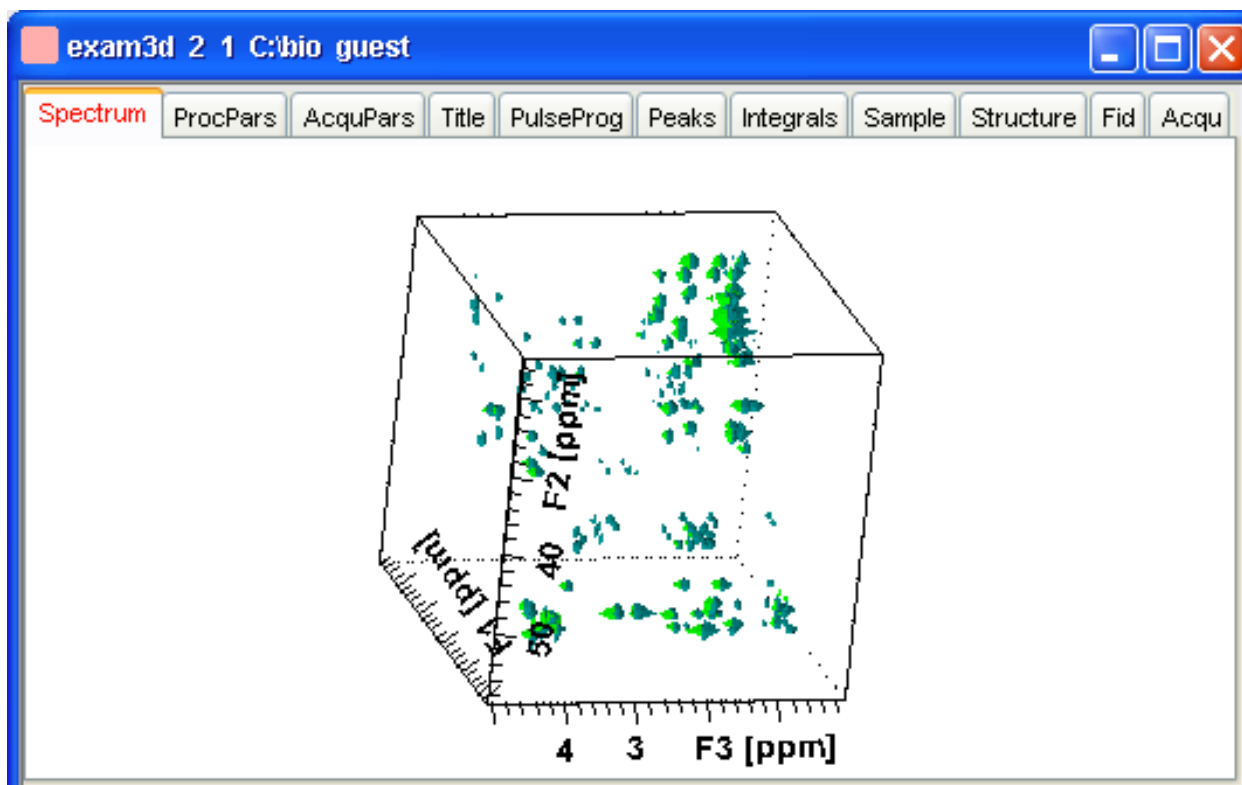 exam3d 2 1 C:\bio guest
Spectrum ProcPars AcquPars Title PulseProg Peaks Integrals Sample Structure Fid Acqu
F2 [ppm]
40
F1 [ppm]
50
4 3 F3 [ppm]